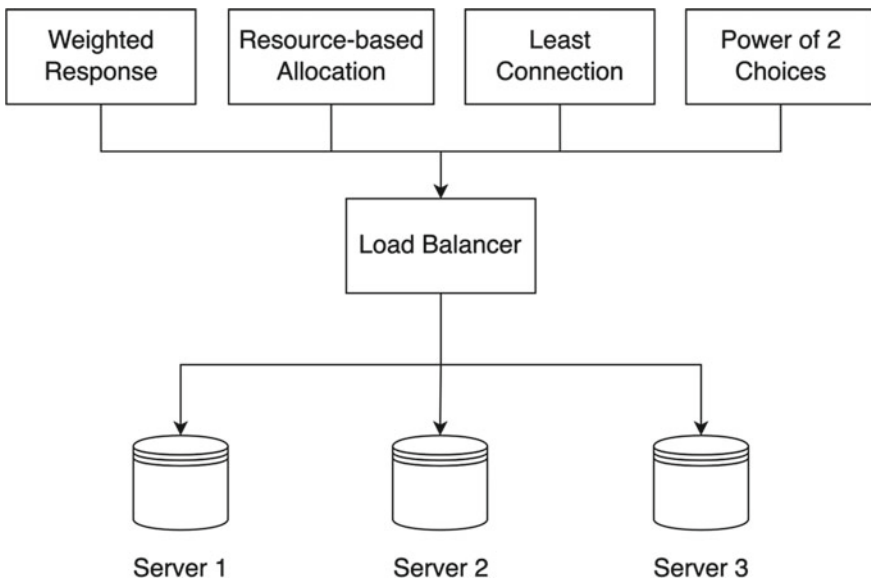 Weighted
Response
Resource-based
Allocation
Least
Connection
Power of 2
Choices
Load Balancer
Server 1
Server 2
Server 3